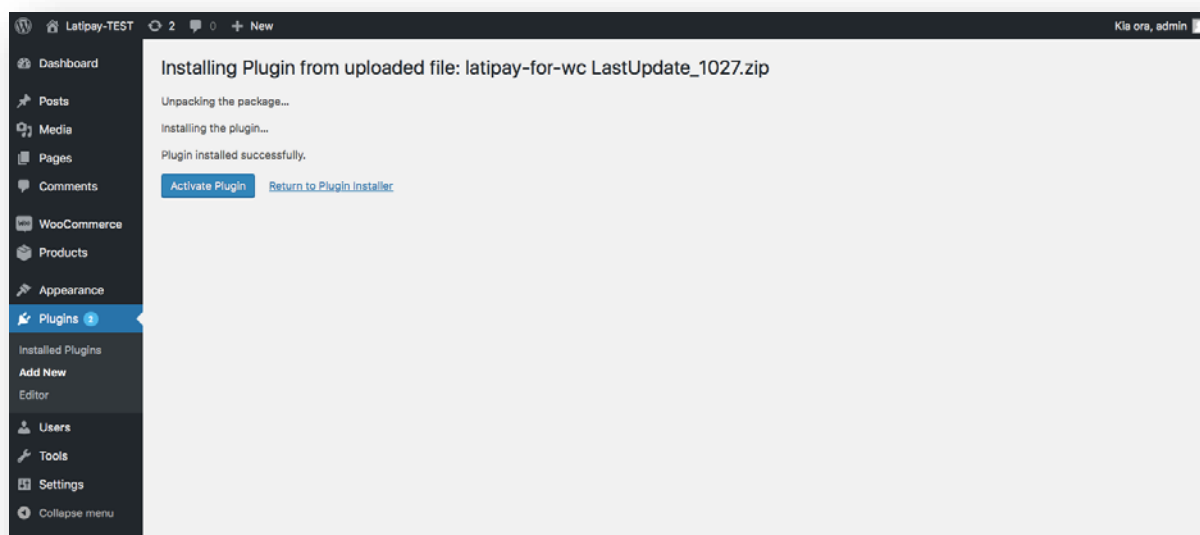 Latipay-TEST 2 0 + New Kia ora, admin
Dashboard
Posts
Media
Pages
Comments
WooCommerce
Products
Appearance
Plugins 2
Installed Plugins
Add New
Editor
Users
Tools
Settings
Collapse menu
Installing Plugin from uploaded file: latipay-for-wc LastUpdate_1027.zip
Unpacking the package...
Installing the plugin...
Plugin installed successfully.
Activate Plugin Return to Plugin Installer